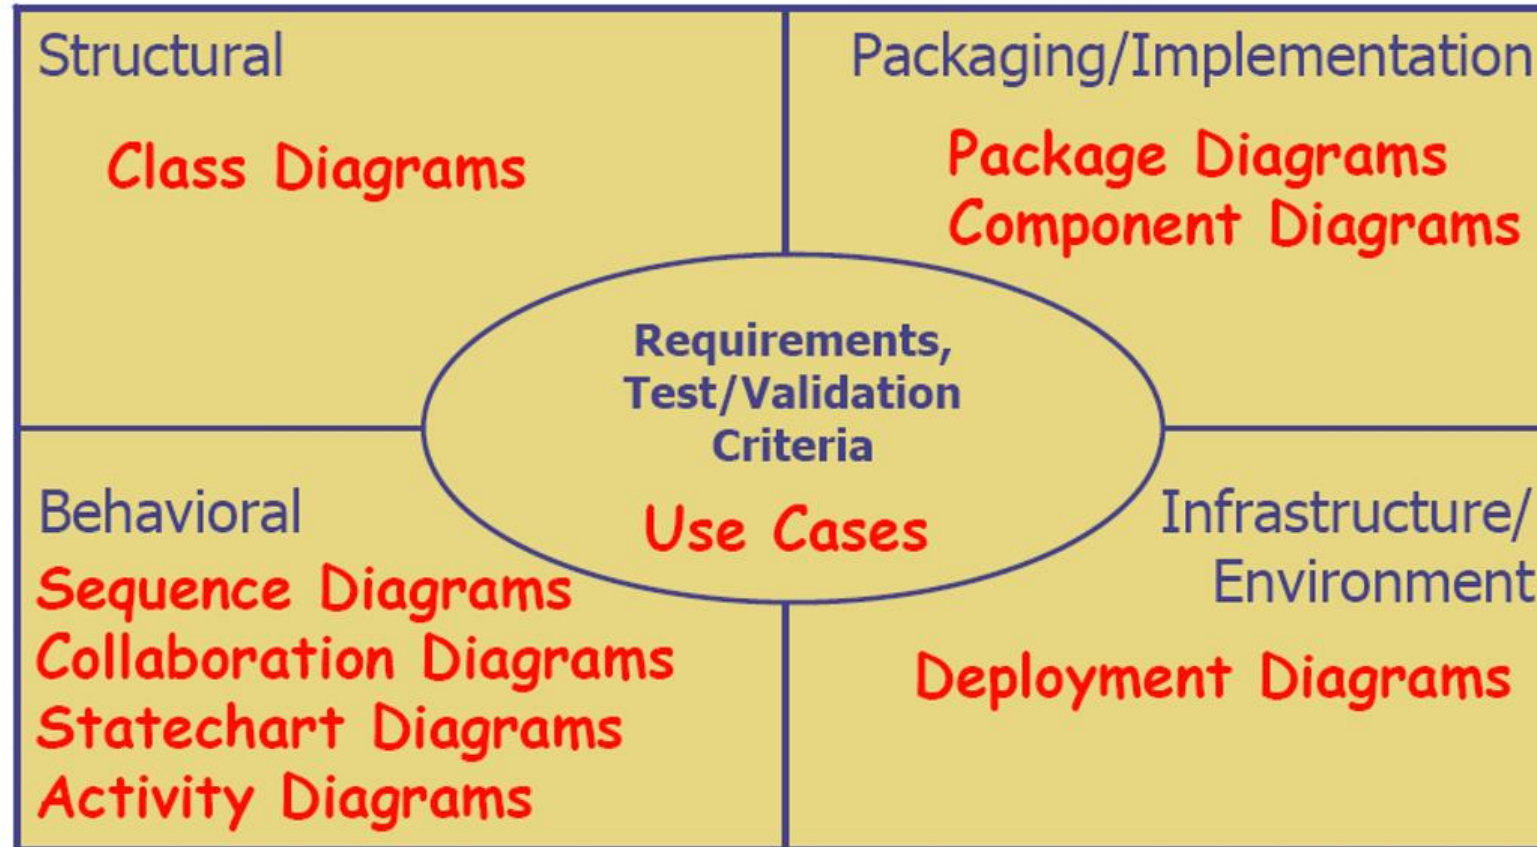 Structural
Class Diagrams
Packaging/Implementation
Package Diagrams
Component Diagrams
Requirements,
Test/Validation
Criteria
Use Cases
Behavioral
Sequence Diagrams
Collaboration Diagrams
Statechart Diagrams
Activity Diagrams
Infrastructure/
Environment
Deployment Diagrams